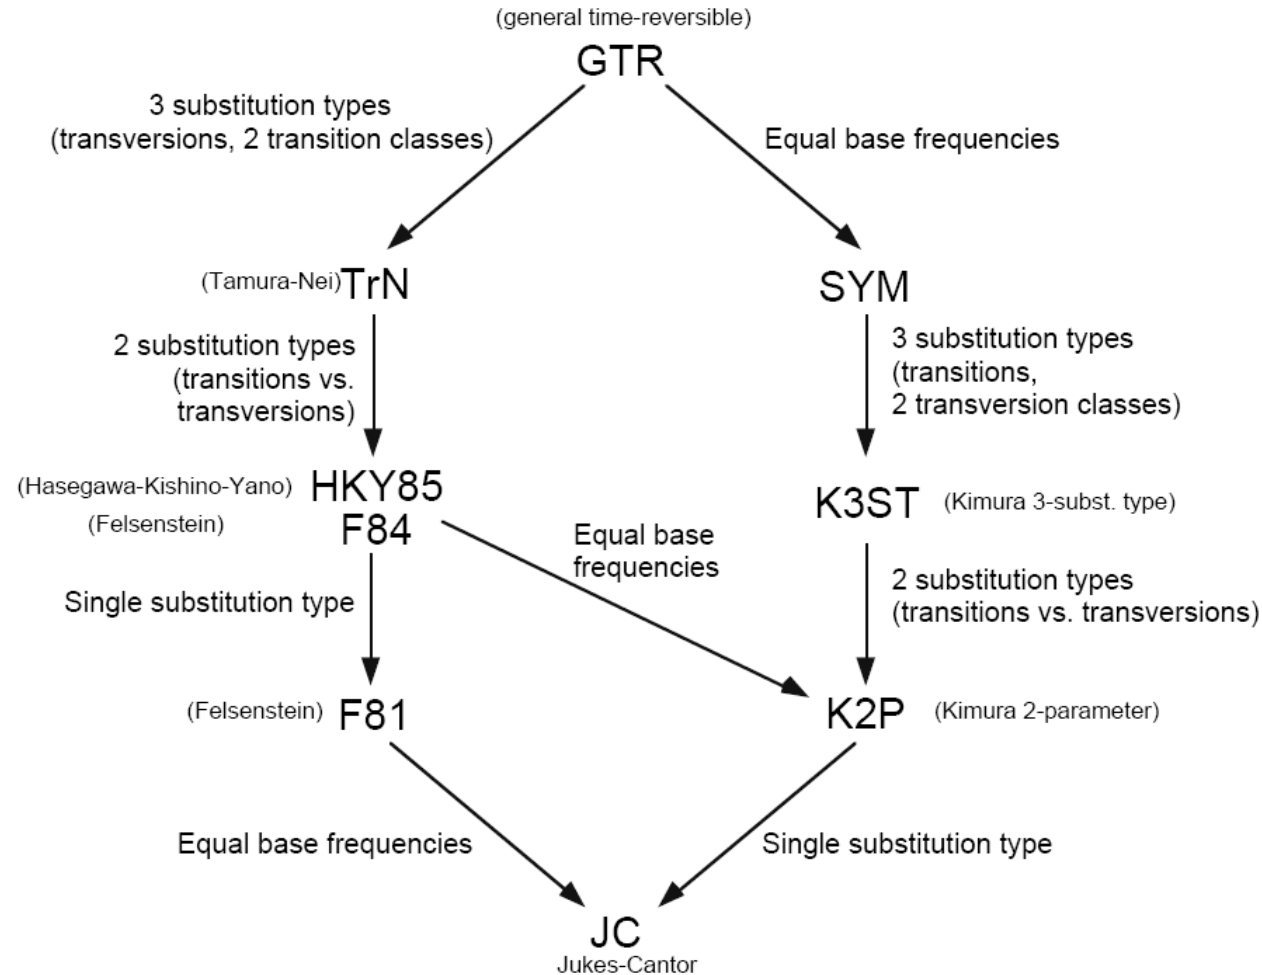 (general time-reversible)
GTR
3 substitution types
(transversions, 2 transition classes)
Equal base frequencies
(Tamura-Nei) TrN
SYM
2 substitution types
(transitions vs.
transversions)
3 substitution types
(transitions,
2 transversion classes)
(Hasegawa-Kishino-Yano) HKY85
(Felsenstein) F84
K3ST (Kimura 3-subst. type)
Equal base
frequencies
Single substitution type
2 substitution types
(transitions vs. transversions)
(Felsenstein) F81
K2P (Kimura 2-parameter)
Equal base frequencies
Single substitution type
JC
Jukes-Cantor